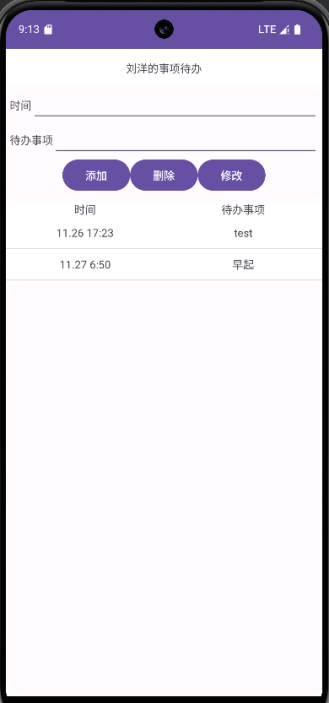 9:13 LTE
刘洋的事项待办
时间
待办事项
添加 删除 修改
时间 待办事项
11.26 17:23 test
11.27 6:50 早起